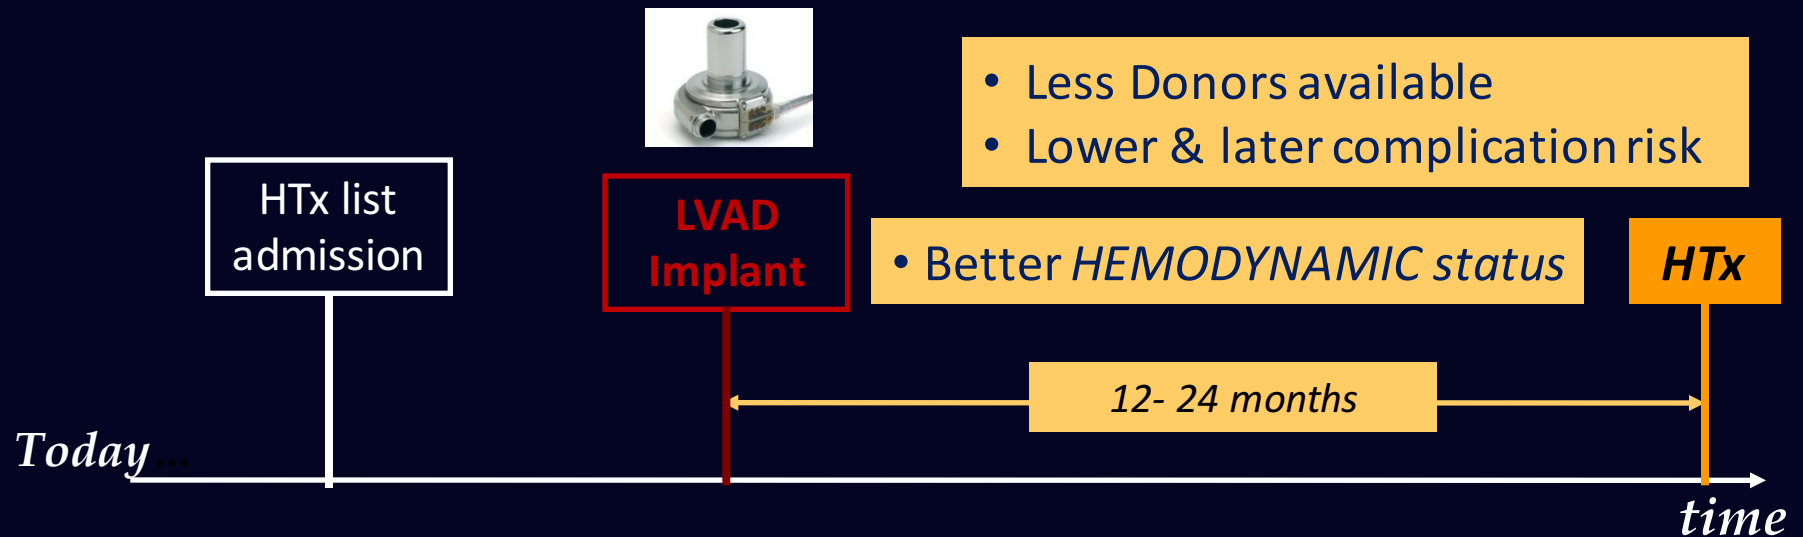 • Less Donors available
• Lower & later complication risk
HTx list
admission
LVAD
Implant
• Better HEMODYNAMIC status
HTx
12- 24 months
Today...
time